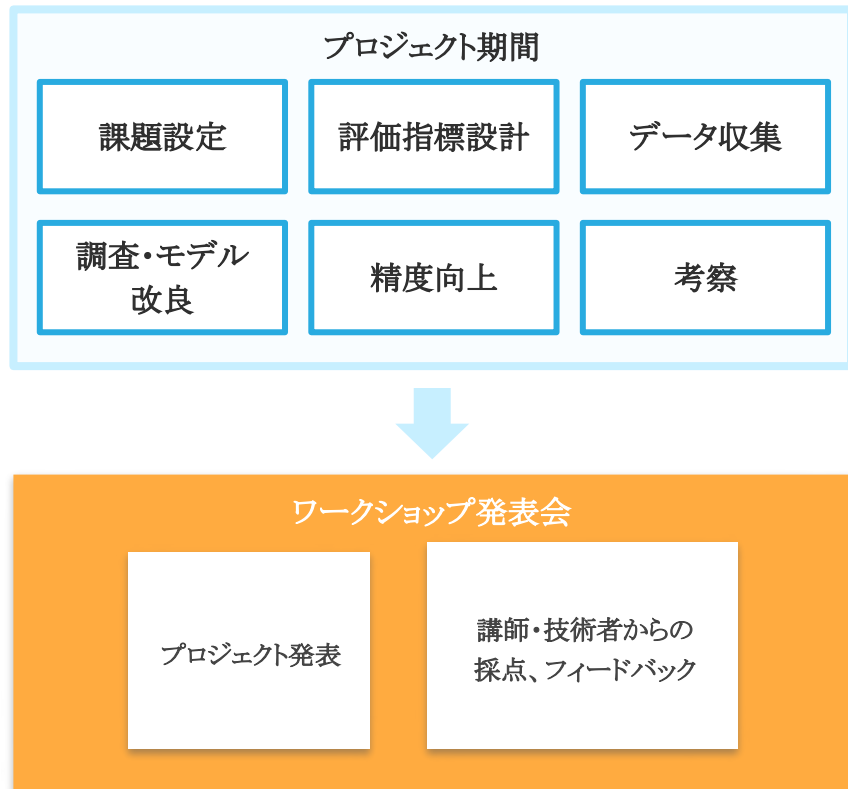 プロジェクト期間
課題設定
評価指標設計
データ収集
調査・モデル
改良
精度向上
考察
ワークショップ発表会
プロジェクト発表
講師・技術者からの
採点、フィードバック